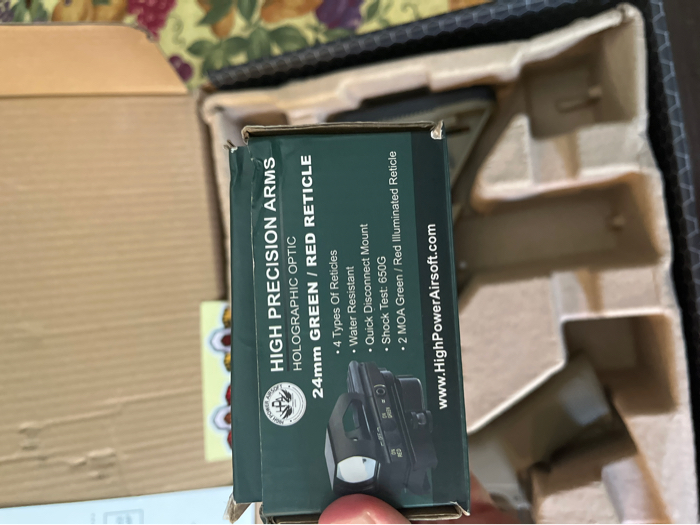 HIGH PRECISION ARMS
HOLOGRAPHIC OPTIC
24mm GREEN / RED RETICLE
• 4 Types Of Reticles
• Water Resistant
• Quick Disconnect Mount
• Shock Test: 650G
• 2 MOA Green / Red Illuminated Reticle
www.HighPowerAirsoft.com